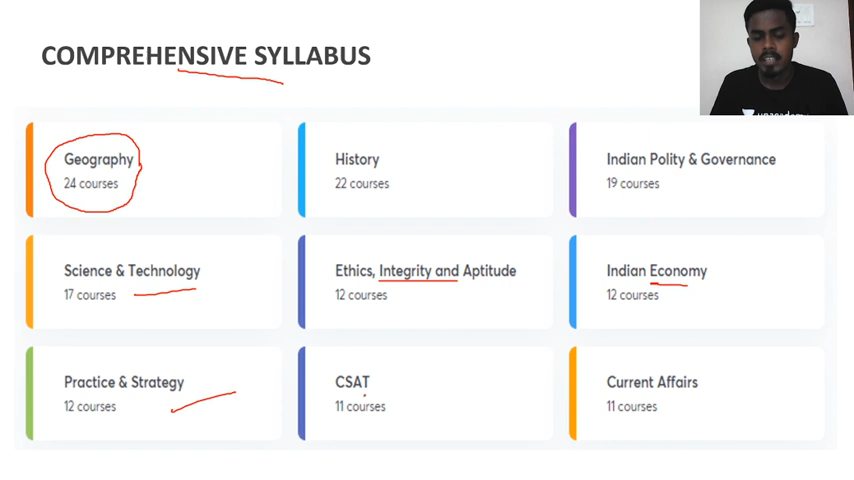 COMPREHENSIVE SYLLABUS
Geography
24 courses
History
22 courses
Indian Polity & Governance
19 courses
Science & Technology
17 courses
Ethics, Integrity and Aptitude
12 courses
Indian Economy
12 courses
Practice & Strategy
12 courses
CSAT
11 courses
Current Affairs
11 courses